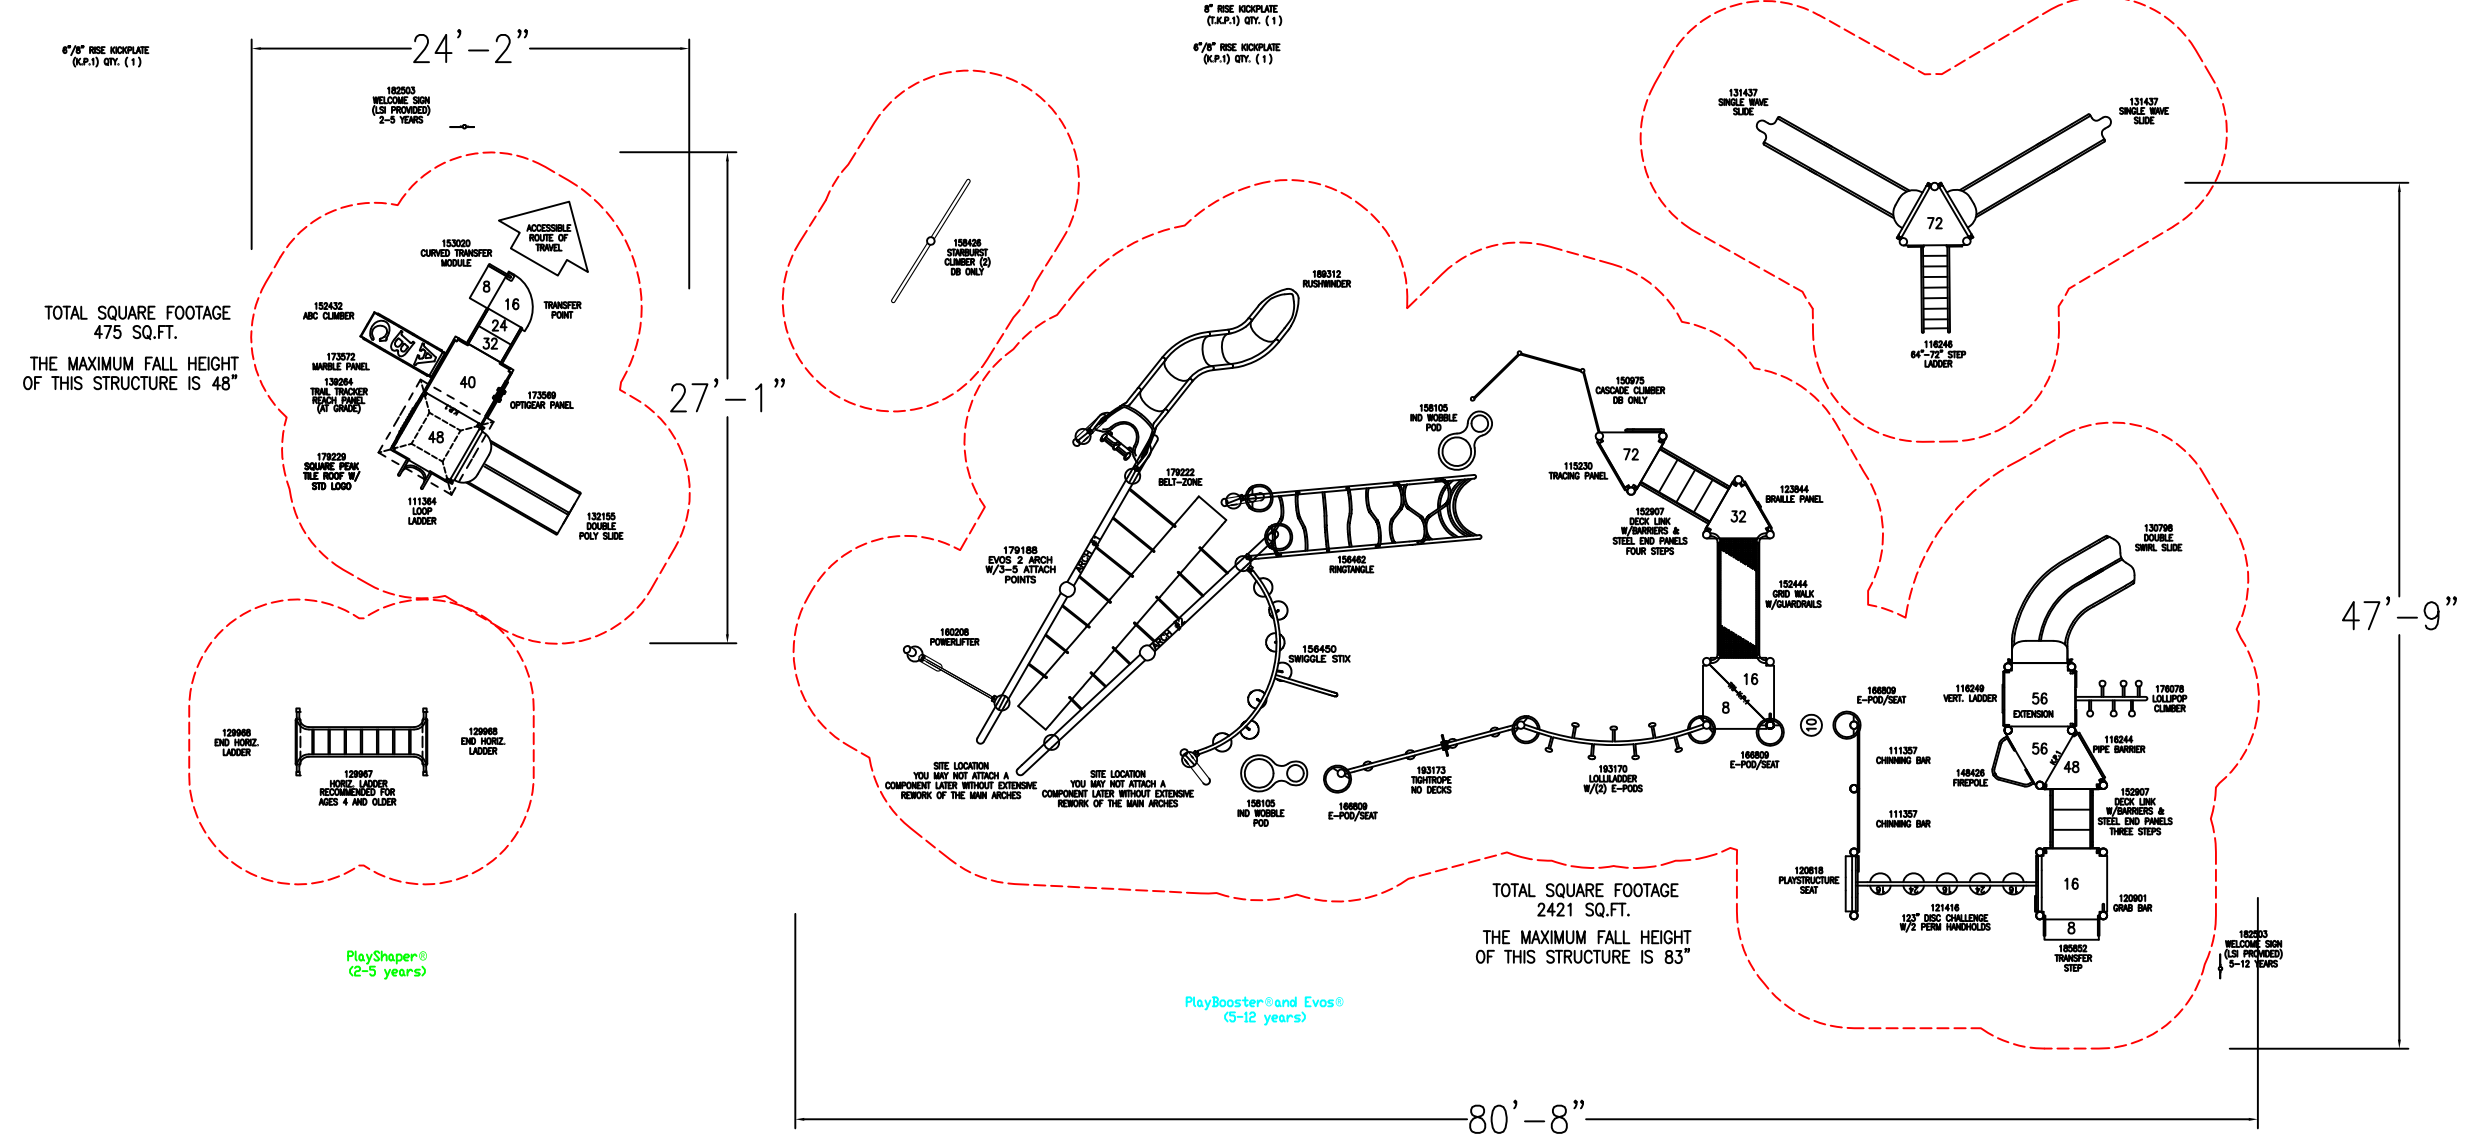 8" RISE KICKPLATE
(T.K.P.1) QTY. ( 1 )
6"/8" RISE KICKPLATE
(K.P.1) QTY. ( 1 )
6"/8" RISE KICKPLATE
(K.P.1) QTY. ( 1 )
24'-2"
182503
WELCOME SIGN
(LSI PROVIDED)
2-5 YEARS
ACCESSIBLE
ROUTE OF
TRAVEL
153020
CURVED TRANSFER
MODULE
8
16
24
32
40
48
TRANSFER
POINT
152432
ABC CLIMBER
A
B
C
TOTAL SQUARE FOOTAGE
475 SQ.FT.
THE MAXIMUM FALL HEIGHT
OF THIS STRUCTURE IS 48"
173572
MARBLE PANEL
139264
TRAIL TRACKER
REACH PANEL
(AT GRADE)
173569
OPTIGEAR PANEL
179229
SQUARE PEAK
TILE ROOF W/
STD LOGO
111364
LOOP
LADDER
132155
DOUBLE
POLY SLIDE
27'-1"
129968
END HORIZ.
LADDER
129968
END HORIZ.
LADDER
129967
HORIZ. LADDER
RECOMMENDED FOR
AGES 4 AND OLDER
PlayShaper®
(2-5 years)
158426
STARBURST
CLIMBER (2)
DB ONLY
189312
RUSHWINDER
179222
BELT-ZONE
179188
EVOS 2 ARCH
W/3-5 ATTACH
POINTS
ARCH #1
ARCH #2
160208
POWERLIFTER
156462
RINGTANGLE
156450
SWIGGLE STIX
SITE LOCATION
YOU MAY NOT ATTACH A
COMPONENT LATER WITHOUT EXTENSIVE
REWORK OF THE MAIN ARCHES
SITE LOCATION
YOU MAY NOT ATTACH A
COMPONENT LATER WITHOUT EXTENSIVE
REWORK OF THE MAIN ARCHES
158105
IND WOBBLE
POD
158105
IND WOBBLE
POD
150975
CASCADE CLIMBER
DB ONLY
72
115230
TRACING PANEL
123844
BRAILLE PANEL
32
152907
DECK LINK
W/BARRIERS &
STEEL END PANELS
FOUR STEPS
152444
GRID WALK
W/GUARDRAILS
16
8
166809
E-POD/SEAT
193173
TIGHTROPE
NO DECKS
193170
LOLLILADDER
W/(2) E-PODS
166809
E-POD/SEAT
10
166809
E-POD/SEAT
111357
CHINNING BAR
111357
CHINNING BAR
120818
PLAYSTRUCTURE
SEAT
16
24
16
24
16
121416
123" DISC CHALLENGE
W/2 PERM HANDHOLDS
131437
SINGLE WAVE
SLIDE
131437
SINGLE WAVE
SLIDE
72
116246
64"-72" STEP
LADDER
130798
DOUBLE
SWIRL SLIDE
116249
VERT. LADDER
56
EXTENSION
176078
LOLLIPOP
CLIMBER
56
K.P.1
48
116244
PIPE BARRIER
148426
FIREPOLE
152907
DECK LINK
W/BARRIERS &
STEEL END PANELS
THREE STEPS
16
120901
GRAB BAR
8
185852
TRANSFER
STEP
182503
WELCOME SIGN
(LSI PROVIDED)
5-12 YEARS
47'-9"
TOTAL SQUARE FOOTAGE
2421 SQ.FT.
THE MAXIMUM FALL HEIGHT
OF THIS STRUCTURE IS 83"
PlayBooster®and Evos®
(5-12 years)
80'-8"